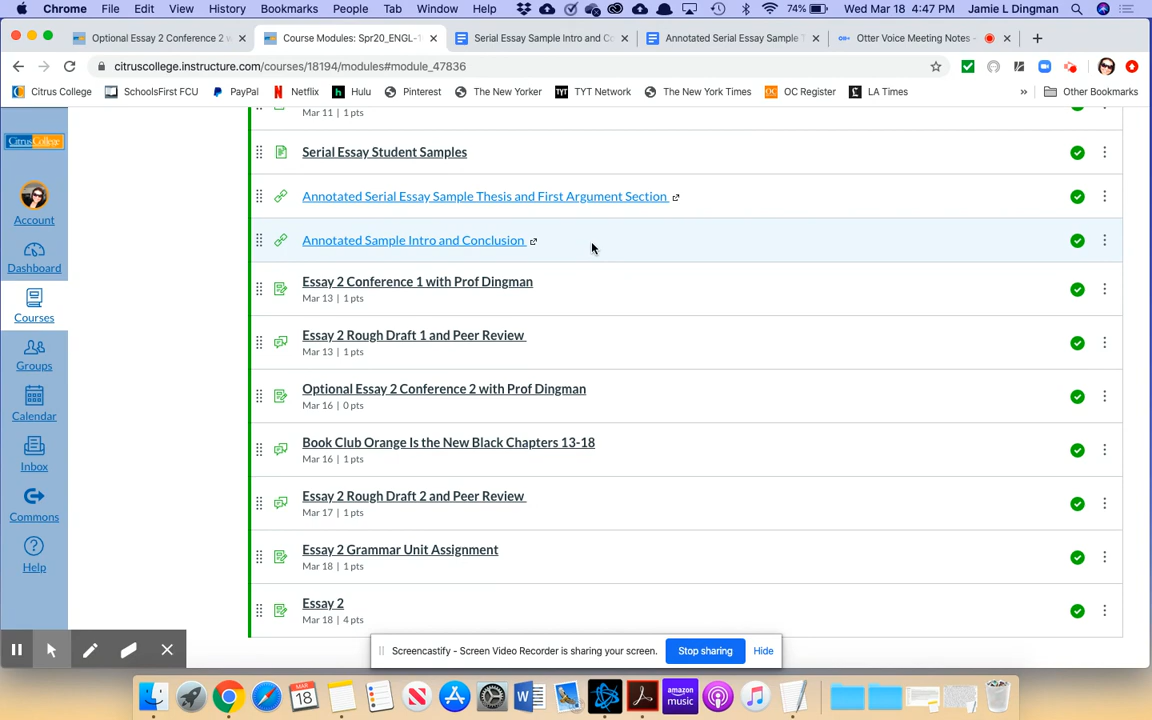 Chrome File Edit View History Bookmarks People Tab Window Help 74% Wed Mar 18 4:47 PM Jamie L Dingman
Optional Essay 2 Conference 2 w
Course Modules: Spr20_ENGL-1
Serial Essay Sample Intro and Co
Annotated Serial Essay Sample T
Otter Voice Meeting Notes -
citruscollege.instructure.com/courses/18194/modules#module_47836
Citrus College SchoolsFirst FCU PayPal Netflix Hulu Pinterest The New Yorker TYT Network The New York Times OC Register LA Times » Other Bookmarks
Mar 11 | 1 pts
Serial Essay Student Samples
Annotated Serial Essay Sample Thesis and First Argument Section
Annotated Sample Intro and Conclusion
Essay 2 Conference 1 with Prof Dingman
Mar 13 | 1 pts
Essay 2 Rough Draft 1 and Peer Review
Mar 13 | 1 pts
Optional Essay 2 Conference 2 with Prof Dingman
Mar 16 | 0 pts
Book Club Orange Is the New Black Chapters 13-18
Mar 16 | 1 pts
Essay 2 Rough Draft 2 and Peer Review
Mar 17 | 1 pts
Essay 2 Grammar Unit Assignment
Mar 18 | 1 pts
Essay 2
Mar 18 | 4 pts
Citrus College
Account
Dashboard
Courses
Groups
Calendar
Inbox
Commons
Help
Screencastify - Screen Video Recorder is sharing your screen. Stop sharing Hide
MAR
18
amazon
music